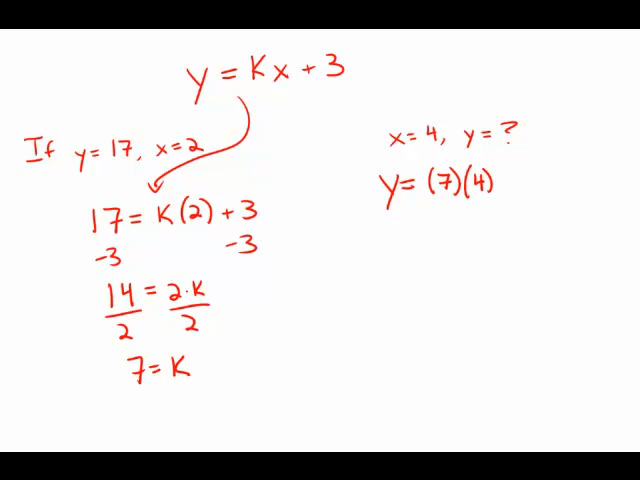 y = Kx + 3
If y = 17, x = 2
17 = K(2) + 3
-3 -3
14 = 2·K
2 2
7 = K
x = 4, y = ?
y = (7)(4)